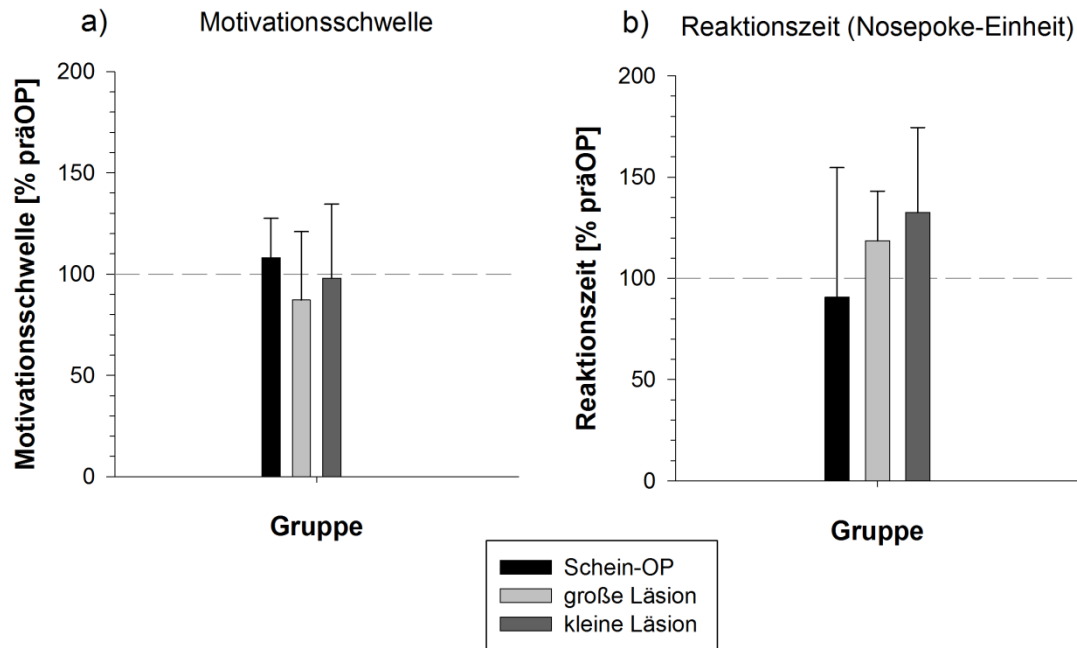 a) Motivationsschwelle
Motivationsschwelle [% präOP]
200
150
100
50
0
Gruppe
b) Reaktionszeit (Nosepoke-Einheit)
Reaktionszeit [% präOP]
200
150
100
50
0
Gruppe
Schein-OP
große Läsion
kleine Läsion